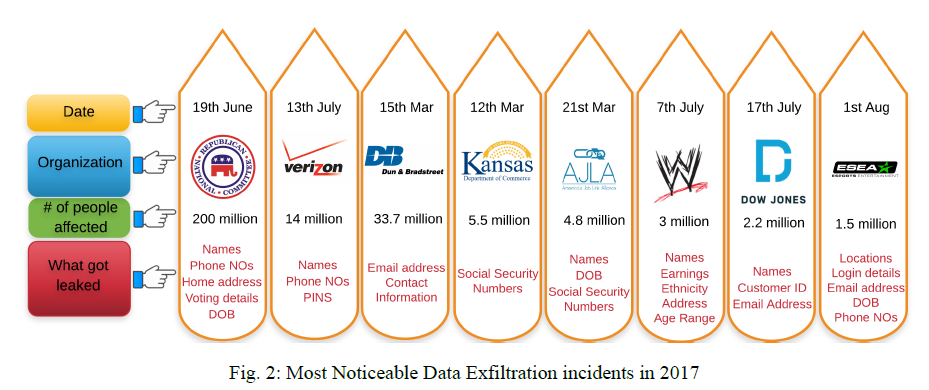 Date
19th June
13th July
15th Mar
12th Mar
21st Mar
7th July
17th July
1st Aug
Organization
REPUBLICAN
NATIONAL COMMITTEE
verizon
D&B
Dun & Bradstreet
Kansas
Department of Commerce
AJLA
America's Job Link Alliance
W
DOW JONES
ESEA
ESPORTS ENTERTAINMENT
# of people
affected
200 million
14 million
33.7 million
5.5 million
4.8 million
3 million
2.2 million
1.5 million
What got
leaked
Names
Phone NOs
Home address
Voting details
DOB
Names
Phone NOs
PINS
Email address
Contact
Information
Social Security
Numbers
Names
DOB
Social Security
Numbers
Names
Earnings
Ethnicity
Address
Age Range
Names
Customer ID
Email Address
Locations
Login details
Email address
DOB
Phone NOs
Fig. 2: Most Noticeable Data Exfiltration incidents in 2017